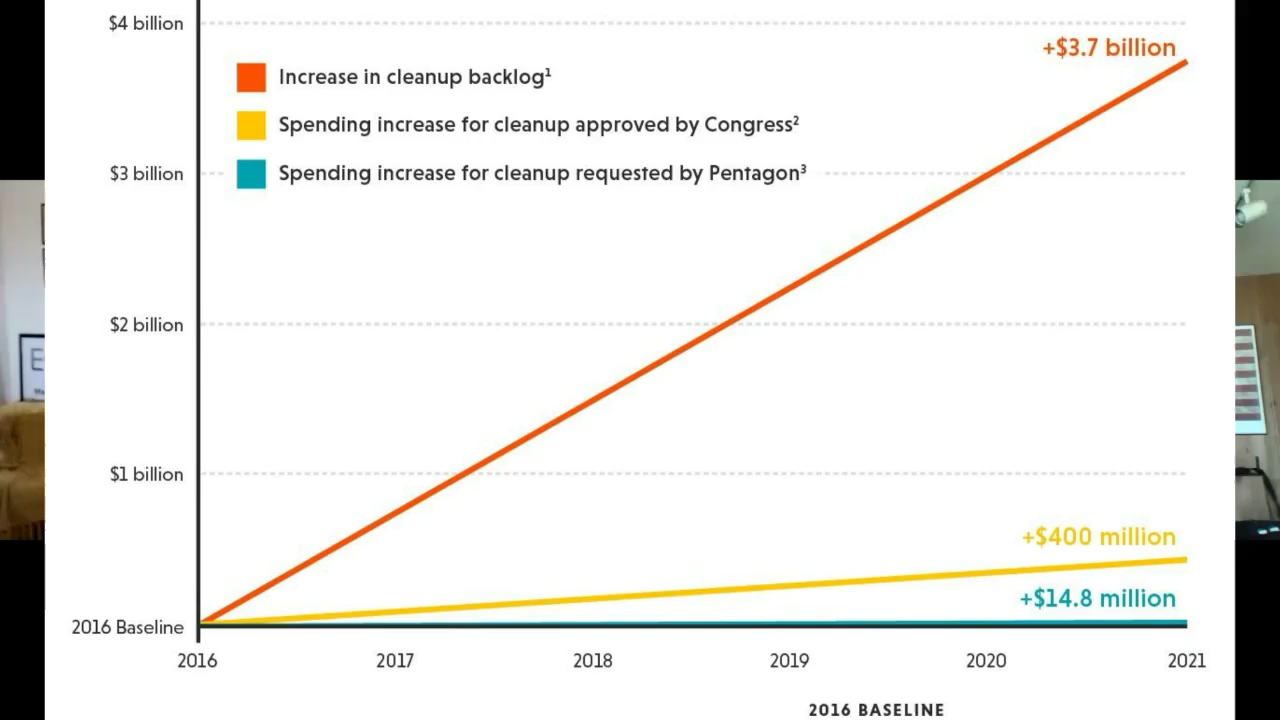 $4 billion
+$3.7 billion
Increase in cleanup backlog¹
Spending increase for cleanup approved by Congress²
$3 billion
Spending increase for cleanup requested by Pentagon³
$2 billion
$1 billion
+$400 million
+$14.8 million
2016 Baseline
2016 2017 2018 2019 2020 2021
2016 BASELINE
E